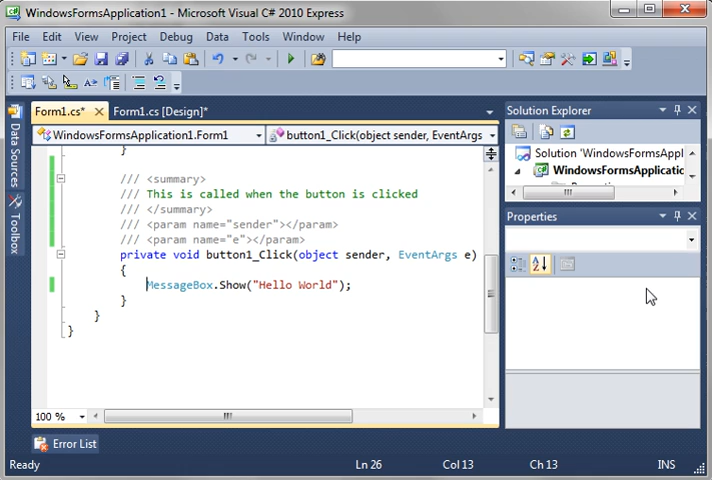 WindowsFormsApplication1 - Microsoft Visual C# 2010 Express
File Edit View Project Debug Data Tools Window Help
Form1.cs* Form1.cs [Design]*
WindowsFormsApplication1.Form1 button1_Click(object sender, EventArgs
Data Sources
Toolbox
}
/// <summary>
/// This is called when the button is clicked
/// </summary>
/// <param name="sender"></param>
/// <param name="e"></param>
private void button1_Click(object sender, EventArgs e)
{
MessageBox.Show("Hello World");
}
}
}
100 %
Solution Explorer
Solution 'WindowsFormsAppl
WindowsFormsApplicatio
Properties
Error List
Ready Ln 26 Col 13 Ch 13 INS